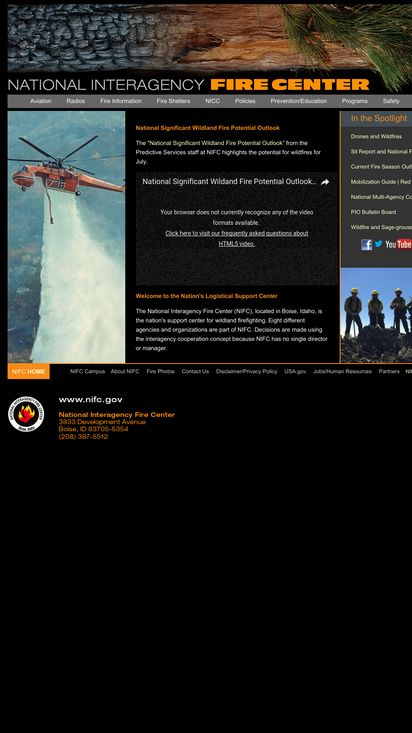 NATIONAL INTERAGENCY FIRE CENTER
Aviation Radios Fire Information Fire Shelters NICC Policies Prevention/Education Programs Safety
National Significant Wildland Fire Potential Outlook
The "National Significant Wildland Fire Potential Outlook" from the
Predictive Services staff at NIFC highlights the potential for wildfires for
July.
National Significant Wildand Fire Potential Outlook...
Your browser does not currently recognize any of the video
formats available.
Click here to visit our frequently asked questions about
HTML5 video.
Welcome to the Nation's Logistical Support Center
The National Interagency Fire Center (NIFC), located in Boise, Idaho, is
the nation's support center for wildland firefighting. Eight different
agencies and organizations are part of NIFC. Decisions are made using
the interagency cooperation concept because NIFC has no single director
or manager.
In the Spotlight
Drones and Wildfires
Sit Report and National F
Current Fire Season Outl
Mobilization Guide | Red
National Multi-Agency Co
PIO Bulletin Board
Wildfire and Sage-grouse
You Tube
NIFC HOME
NIFC Campus About NIFC Fire Photos Contact Us Disclaimer/Privacy Policy USA.gov Jobs/Human Resources Partners NI
www.nifc.gov
National Interagency Fire Center
3833 Development Avenue
Boise, ID 83705-5354
(208) 387-5512